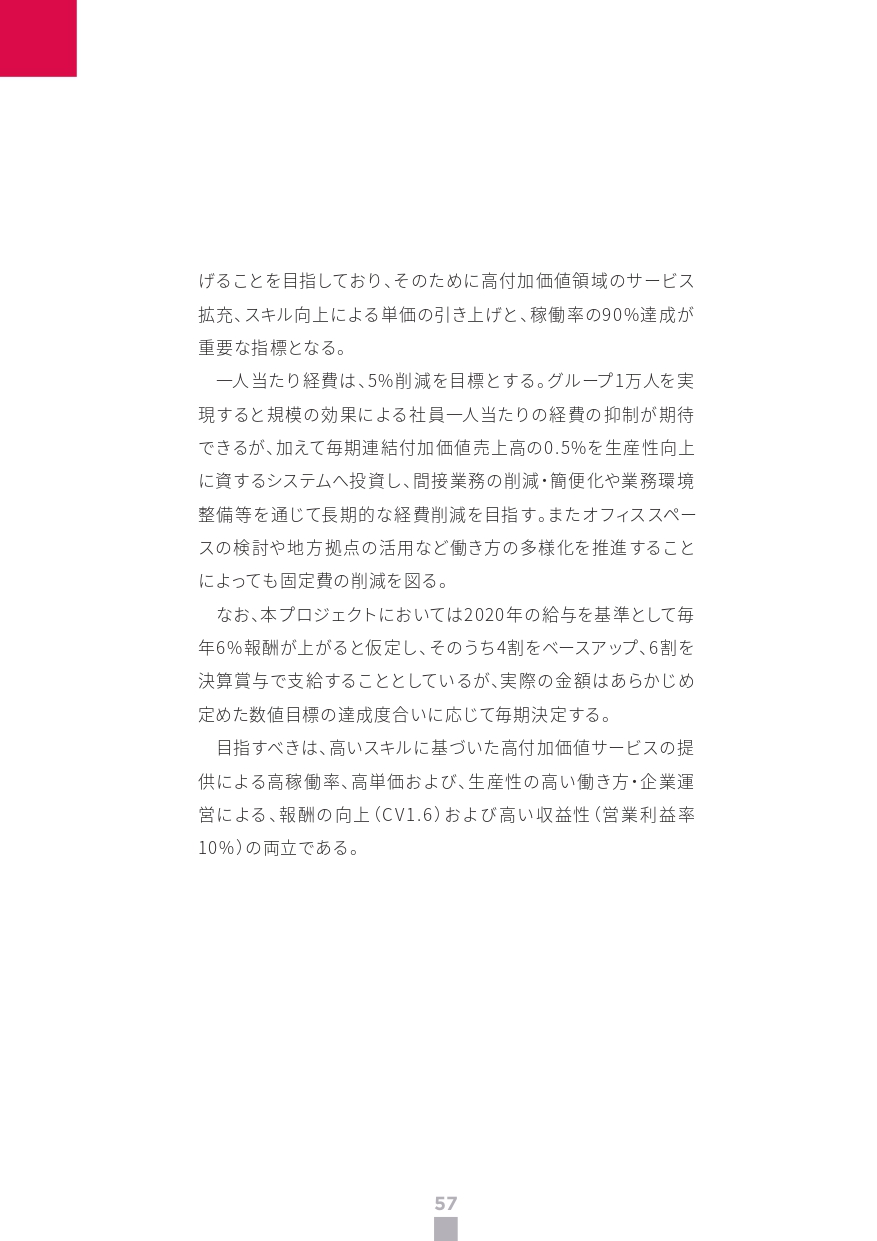 げることを目指しており、そのために高付加価値領域のサービス
拡充、スキル向上による単価の引き上げと、稼働率の90%達成が
重要な指標となる。
　一人当たり経費は、5%削減を目標とする。グループ1万人を実
現すると規模の効果による社員一人当たりの経費の抑制が期待
できるが、加えて毎期連結付加価値売上高の0.5%を生産性向上
に資するシステムへ投資し、間接業務の削減・簡便化や業務環境
整備等を通じて長期的な経費削減を目指す。またオフィススペー
スの検討や地方拠点の活用など働き方の多様化を推進すること
によっても固定費の削減を図る。
　なお、本プロジェクトにおいては2020年の給与を基準として毎
年6%報酬が上がると仮定し、そのうち4割をベースアップ、6割を
決算賞与で支給することとしているが、実際の金額はあらかじめ
定めた数値目標の達成度合いに応じて毎期決定する。
　目指すべきは、高いスキルに基づいた高付加価値サービスの提
供による高稼働率、高単価および、生産性の高い働き方・企業運
営による、報酬の向上（CV1.6）および高い収益性（営業利益率
10%）の両立である。
57